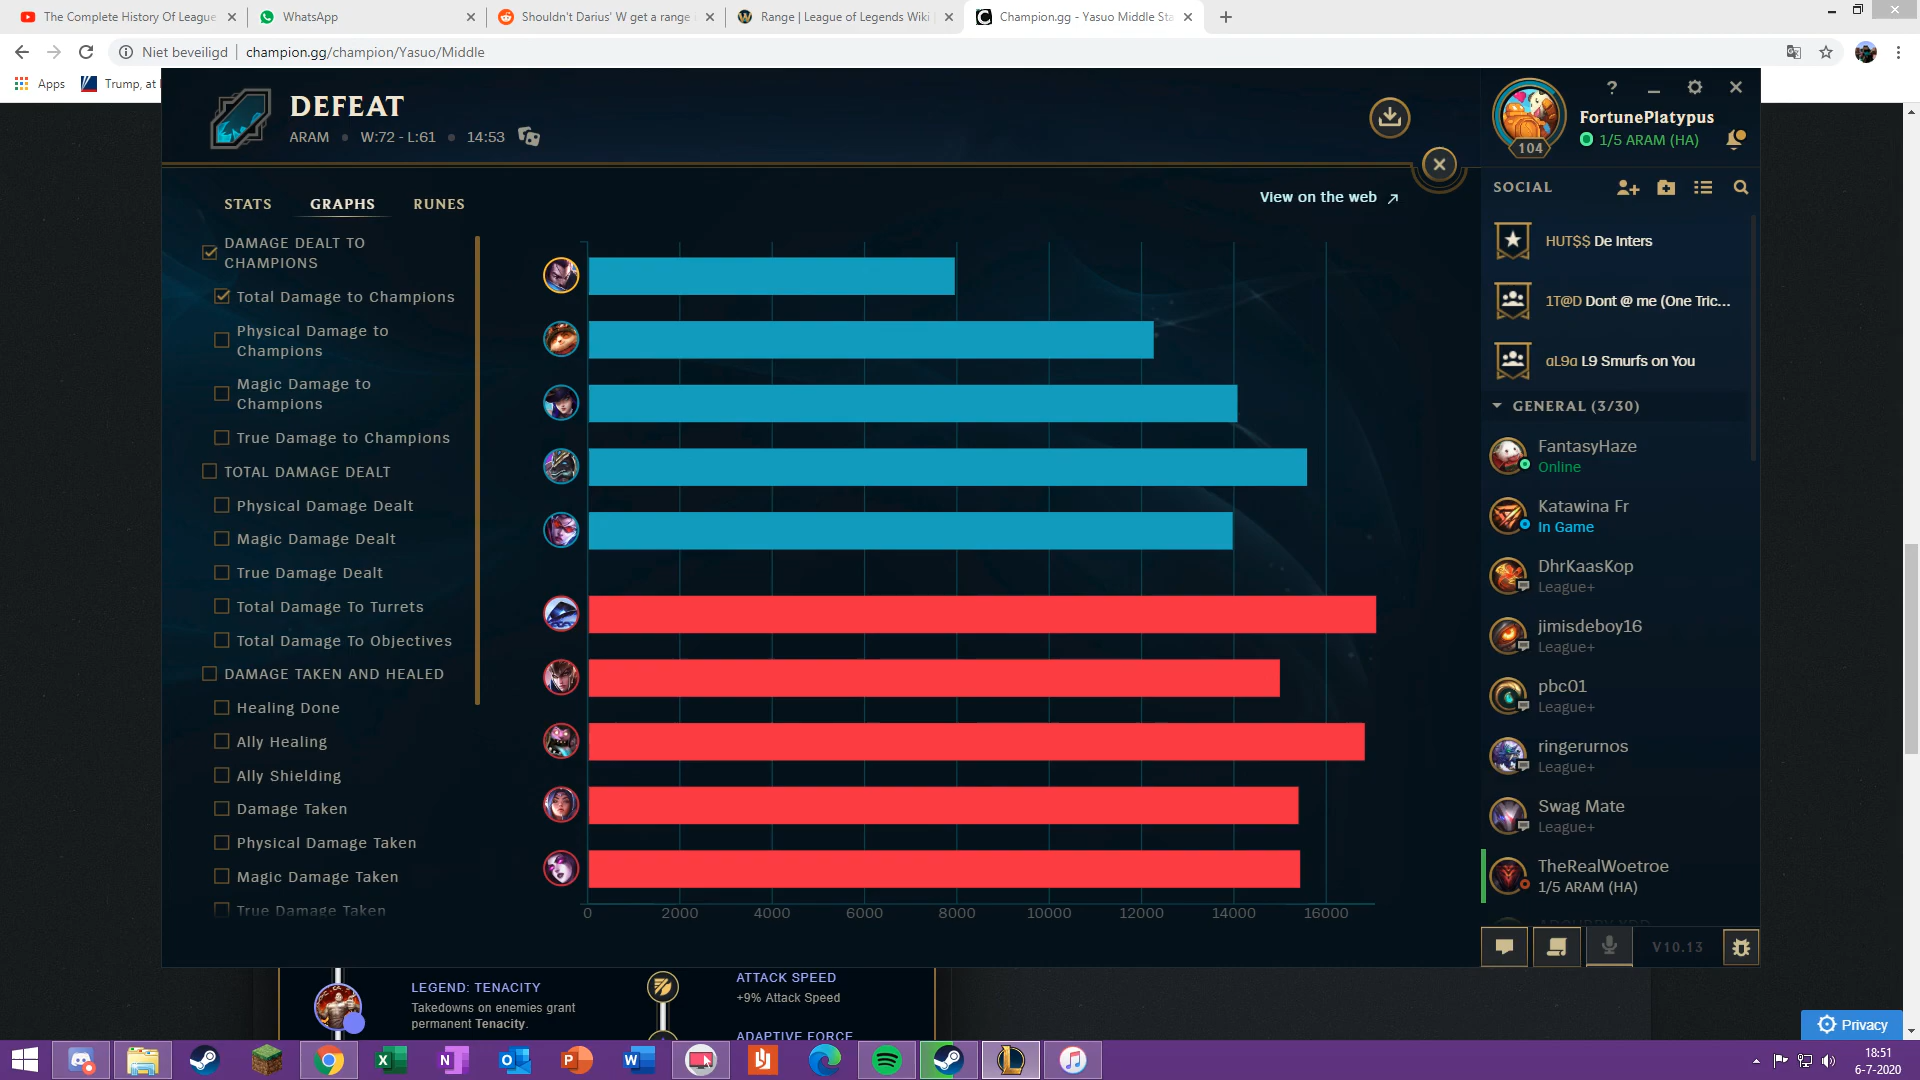 The Complete History Of League
WhatsApp
Shouldn't Darius' W get a range
Range | League of Legends Wiki
Champion.gg - Yasuo Middle Sta
Niet beveiligd
champion.gg/champion/Yasuo/Middle
Apps
Trump, at
DEFEAT
ARAM • W:72 - L:61 • 14:53
FortunePlatypus
1/5 ARAM (HA)
104
STATS
GRAPHS
RUNES
View on the web
DAMAGE DEALT TO
CHAMPIONS
Total Damage to Champions
Physical Damage to
Champions
Magic Damage to
Champions
True Damage to Champions
TOTAL DAMAGE DEALT
Physical Damage Dealt
Magic Damage Dealt
True Damage Dealt
Total Damage To Turrets
Total Damage To Objectives
DAMAGE TAKEN AND HEALED
Healing Done
Ally Healing
Ally Shielding
Damage Taken
Physical Damage Taken
Magic Damage Taken
True Damage Taken
0 2000 4000 6000 8000 10000 12000 14000 16000
SOCIAL
HUT$$ De Inters
1T@D Dont @ me (One Tric...
aL9a L9 Smurfs on You
GENERAL (3/30)
FantasyHaze
Online
Katawina Fr
In Game
DhrKaasKop
League+
jimisdeboy16
League+
pbc01
League+
ringerurnos
League+
Swag Mate
League+
TheRealWoetroe
1/5 ARAM (HA)
V10.13
LEGEND: TENACITY
Takedowns on enemies grant
permanent Tenacity.
ATTACK SPEED
+9% Attack Speed
ADAPTIVE FORCE
Privacy
18:51
6-7-2020